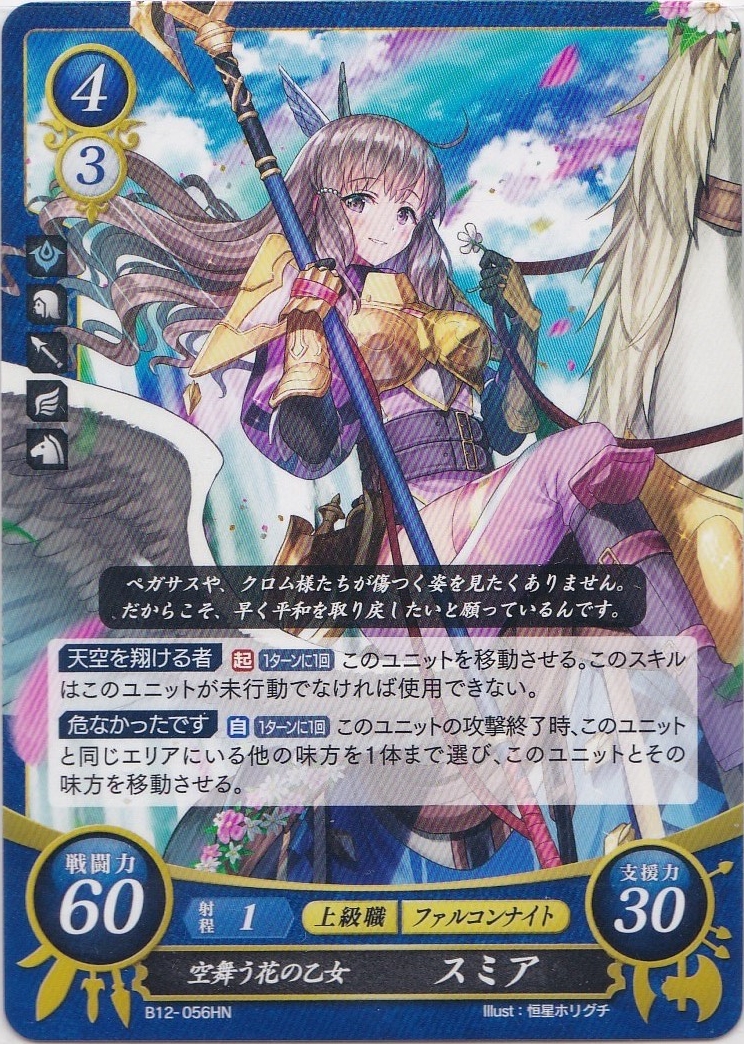 4
3
ペガサスや、クロム様たちが傷つく姿を見たくありません。
だからこそ、早く平和を取り戻したいと願っているんです。
天空を翔ける者 起 1ターンに1回 このユニットを移動させる。このスキル
はこのユニットが未行動でなければ使用できない。
危なかったです 自 1ターンに1回 このユニットの攻撃終了時、このユニット
と同じエリアにいる他の味方を1体まで選び、このユニットとその
味方を移動させる。
戦闘力
60
射程 1
上級職 ファルコンナイト
支援力
30
空舞う花の乙女 スミア
B12-056HN
Illust：恒星ホリグチ